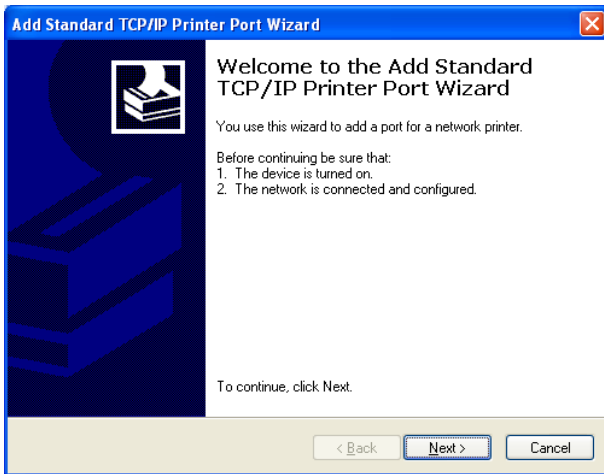 Add Standard TCP/IP Printer Port Wizard
Welcome to the Add Standard
TCP/IP Printer Port Wizard
You use this wizard to add a port for a network printer.
Before continuing be sure that:
1. The device is turned on.
2. The network is connected and configured.
To continue, click Next.
< Back Next > Cancel